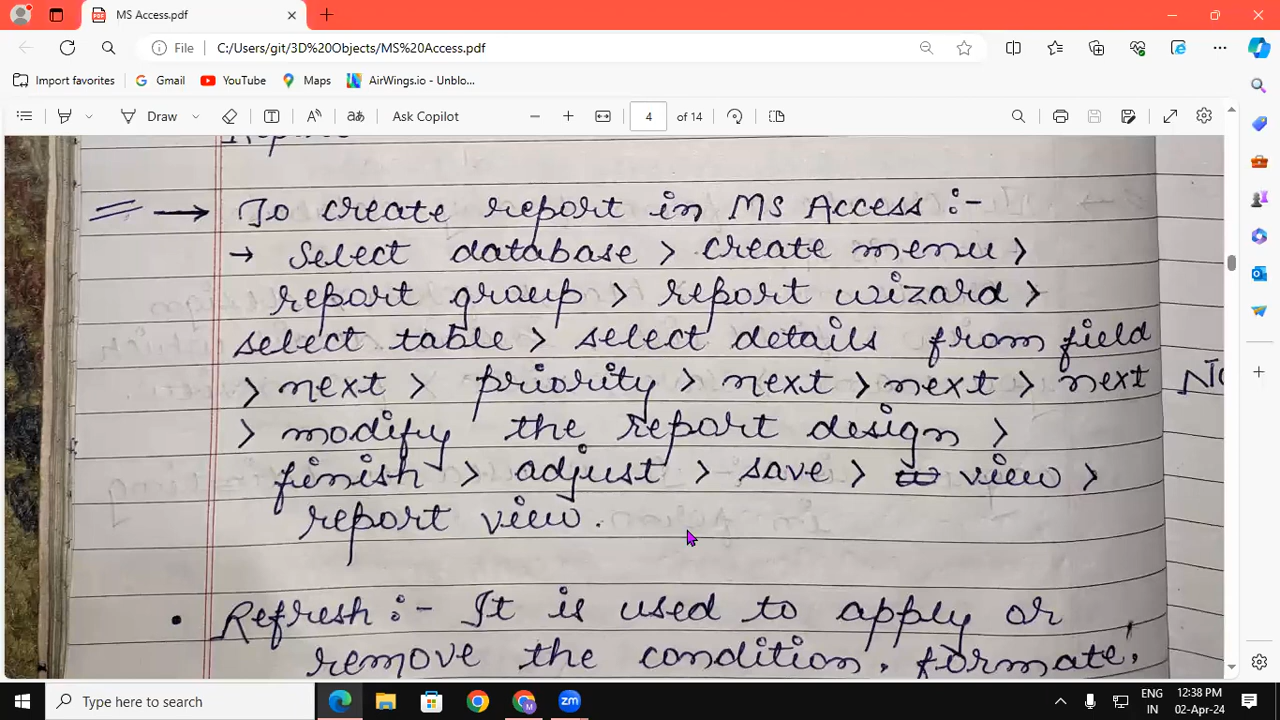 MS Access.pdf
File C:/Users/git/3D%20Objects/MS%20Access.pdf
Import favorites Gmail YouTube Maps AirWings.io - Unblo...
Draw aあ Ask Copilot 4 of 14
Report
To create report in MS Access :-
→ Select database > create menu >
report group > report wizard >
select table > select details from field
> next > priority > next > next > next
> modify the report design >
finish > adjust > save > view >
report view.
• Refresh :- It is used to apply or
remove the condition, formate,
Type here to search
ENG 12:38 PM
IN 02-Apr-24